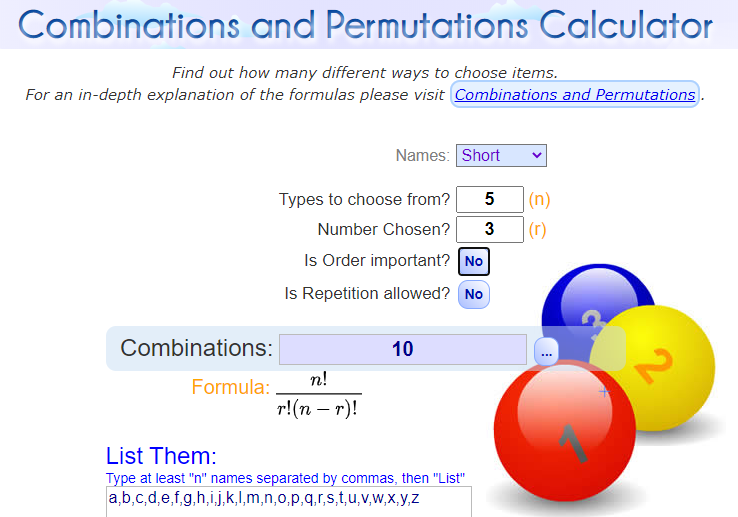 Combinations and Permutations Calculator
Find out how many different ways to choose items.
For an in-depth explanation of the formulas please visit Combinations and Permutations.
Names: Short
Types to choose from? 5 (n)
Number Chosen? 3 (r)
Is Order important? No
Is Repetition allowed? No
Combinations: 10 ...
Formula: n! / r!(n − r)!
3
2
1
List Them:
Type at least "n" names separated by commas, then "List"
a,b,c,d,e,f,g,h,i,j,k,l,m,n,o,p,q,r,s,t,u,v,w,x,y,z